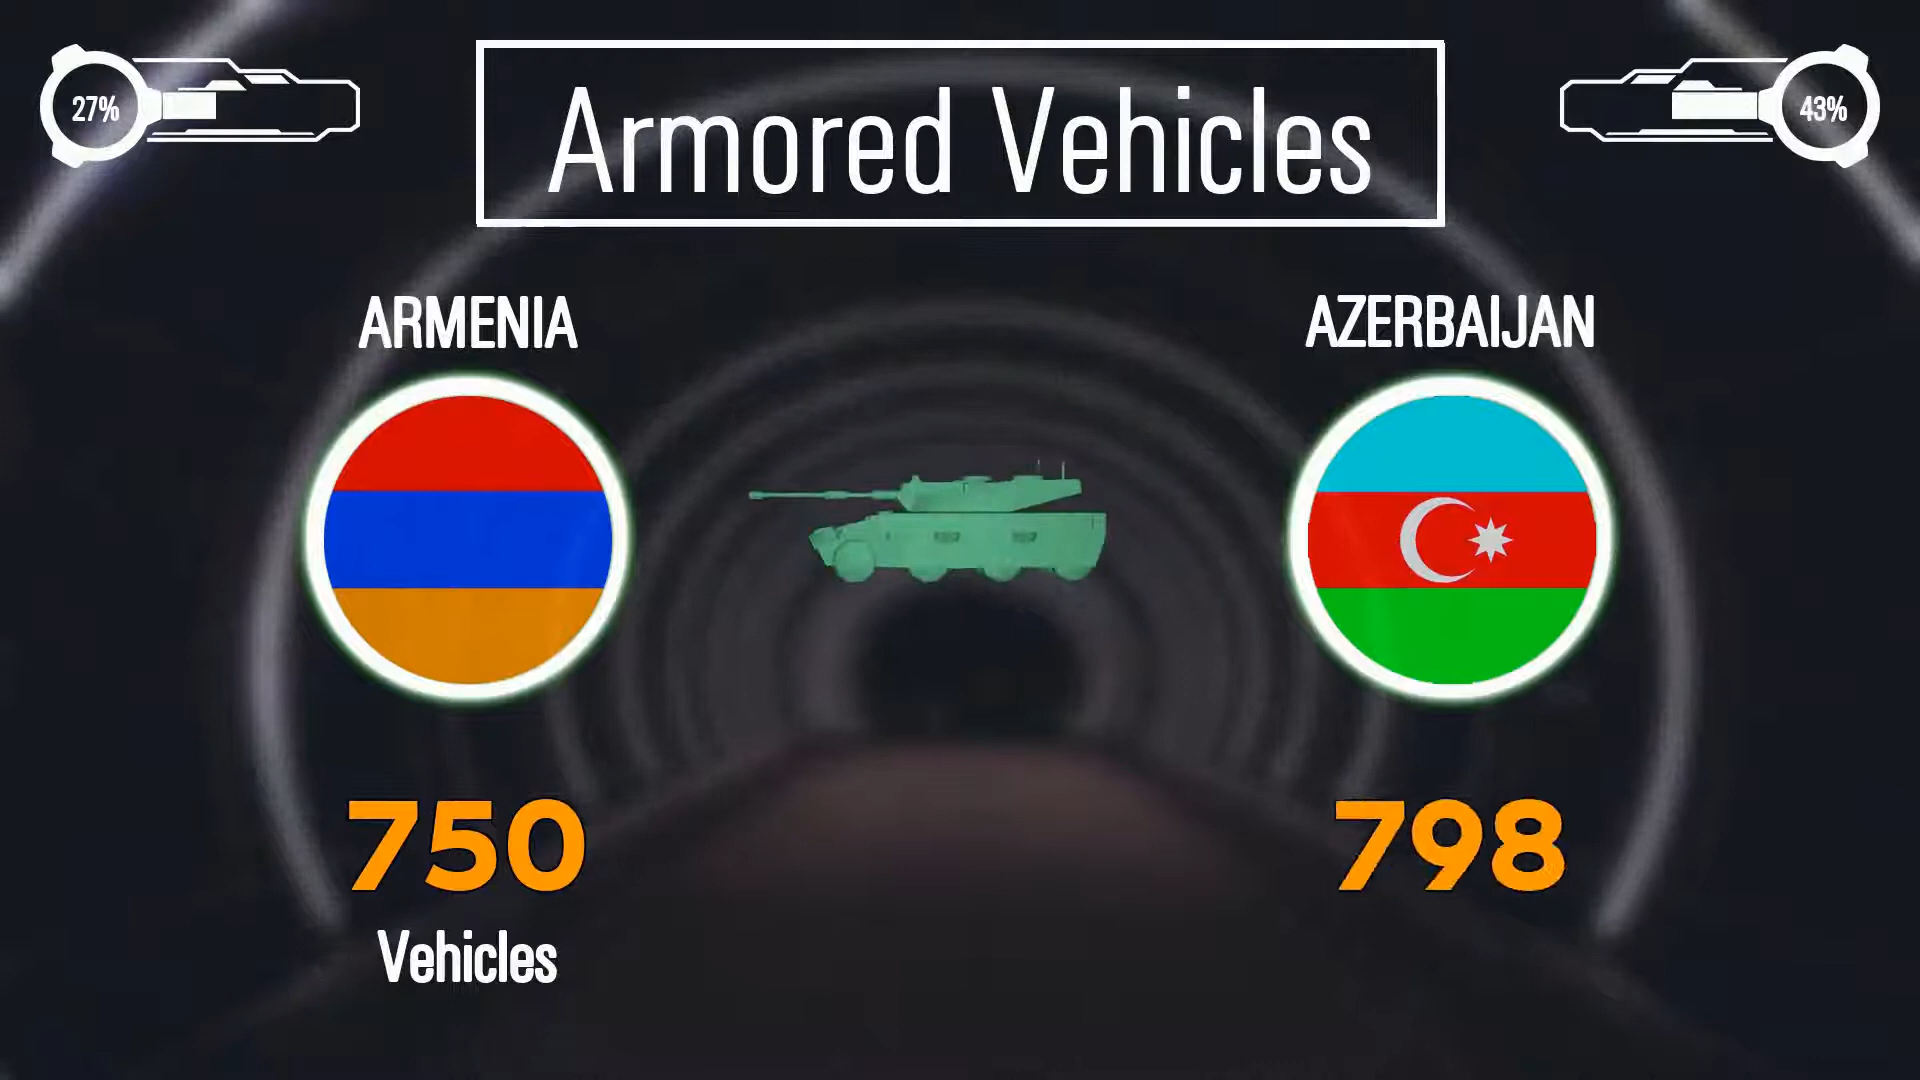 27%
Armored Vehicles
43%
ARMENIA
AZERBAIJAN
750
798
Vehicles